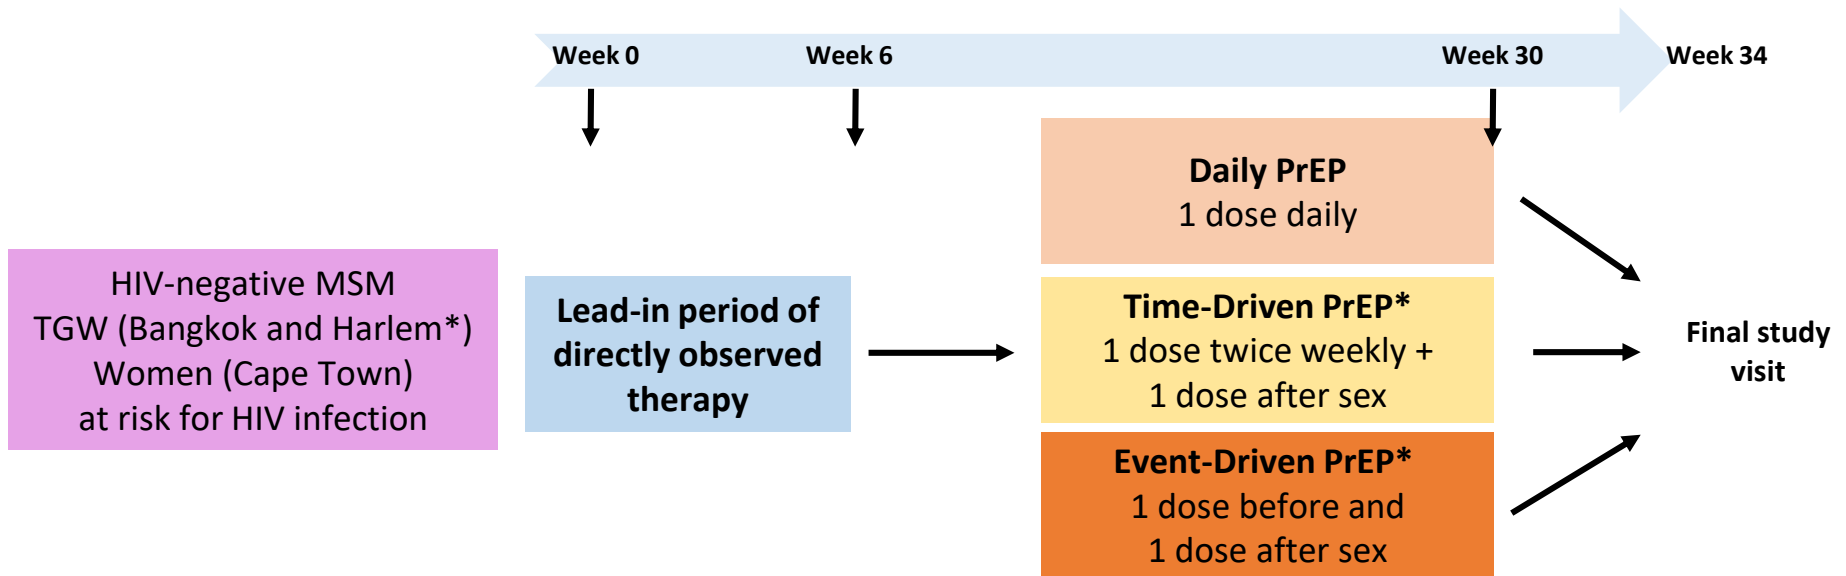 Week 0
Week 6
Week 30
Week 34
HIV-negative MSM
TGW (Bangkok and Harlem*)
Women (Cape Town)
at risk for HIV infection
Lead-in period of
directly observed
therapy
Daily PrEP
1 dose daily
Time-Driven PrEP*
1 dose twice weekly +
1 dose after sex
Event-Driven PrEP*
1 dose before and
1 dose after sex
Final study
visit